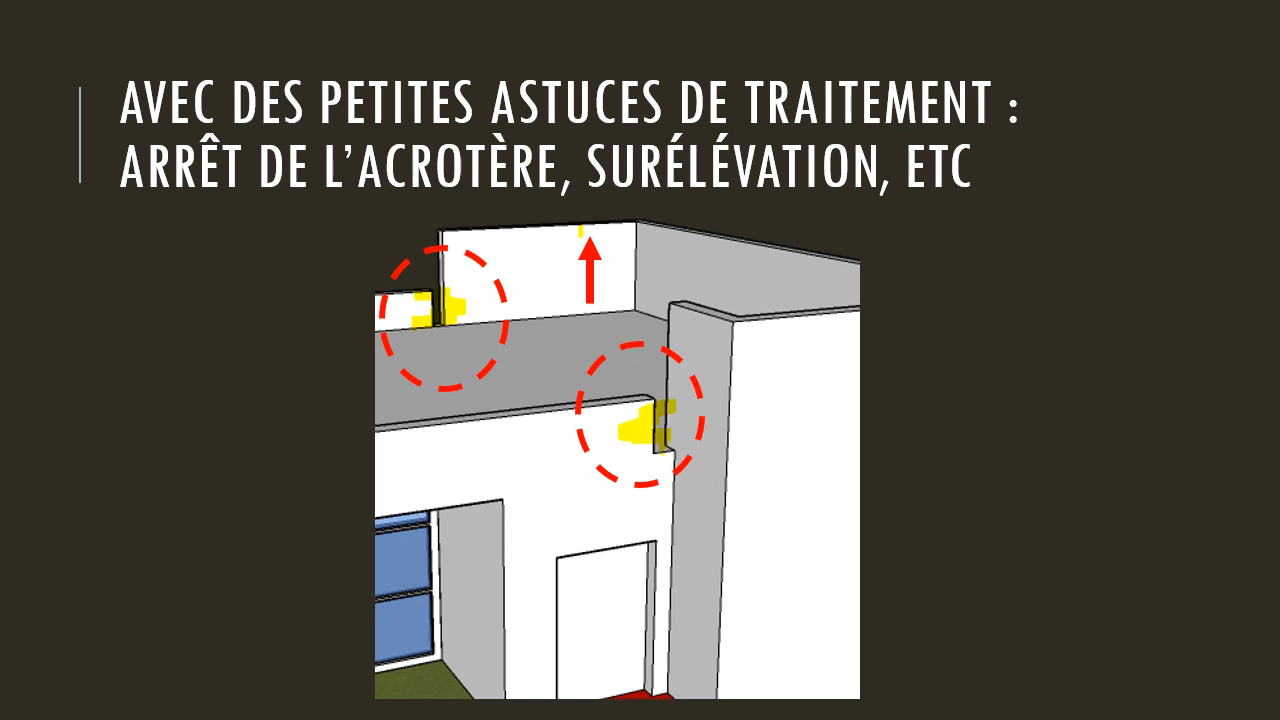 AVEC DES PETITES ASTUCES DE TRAITEMENT :
ARRÊT DE L’ACROTÈRE, SURÉLÉVATION, ETC